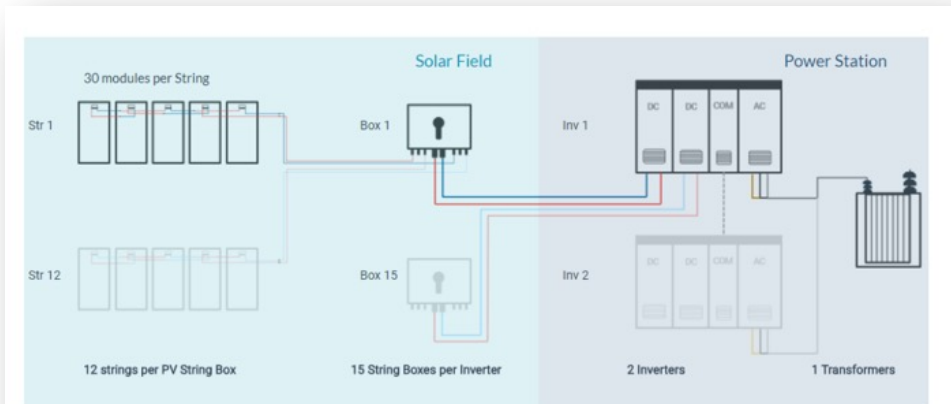 Solar Field
Power Station
30 modules per String
Str 1
Box 1
Inv 1
DC DC COM AC
Str 12
Box 15
Inv 2
DC DC COM AC
12 strings per PV String Box
15 String Boxes per Inverter
2 Inverters
1 Transformers